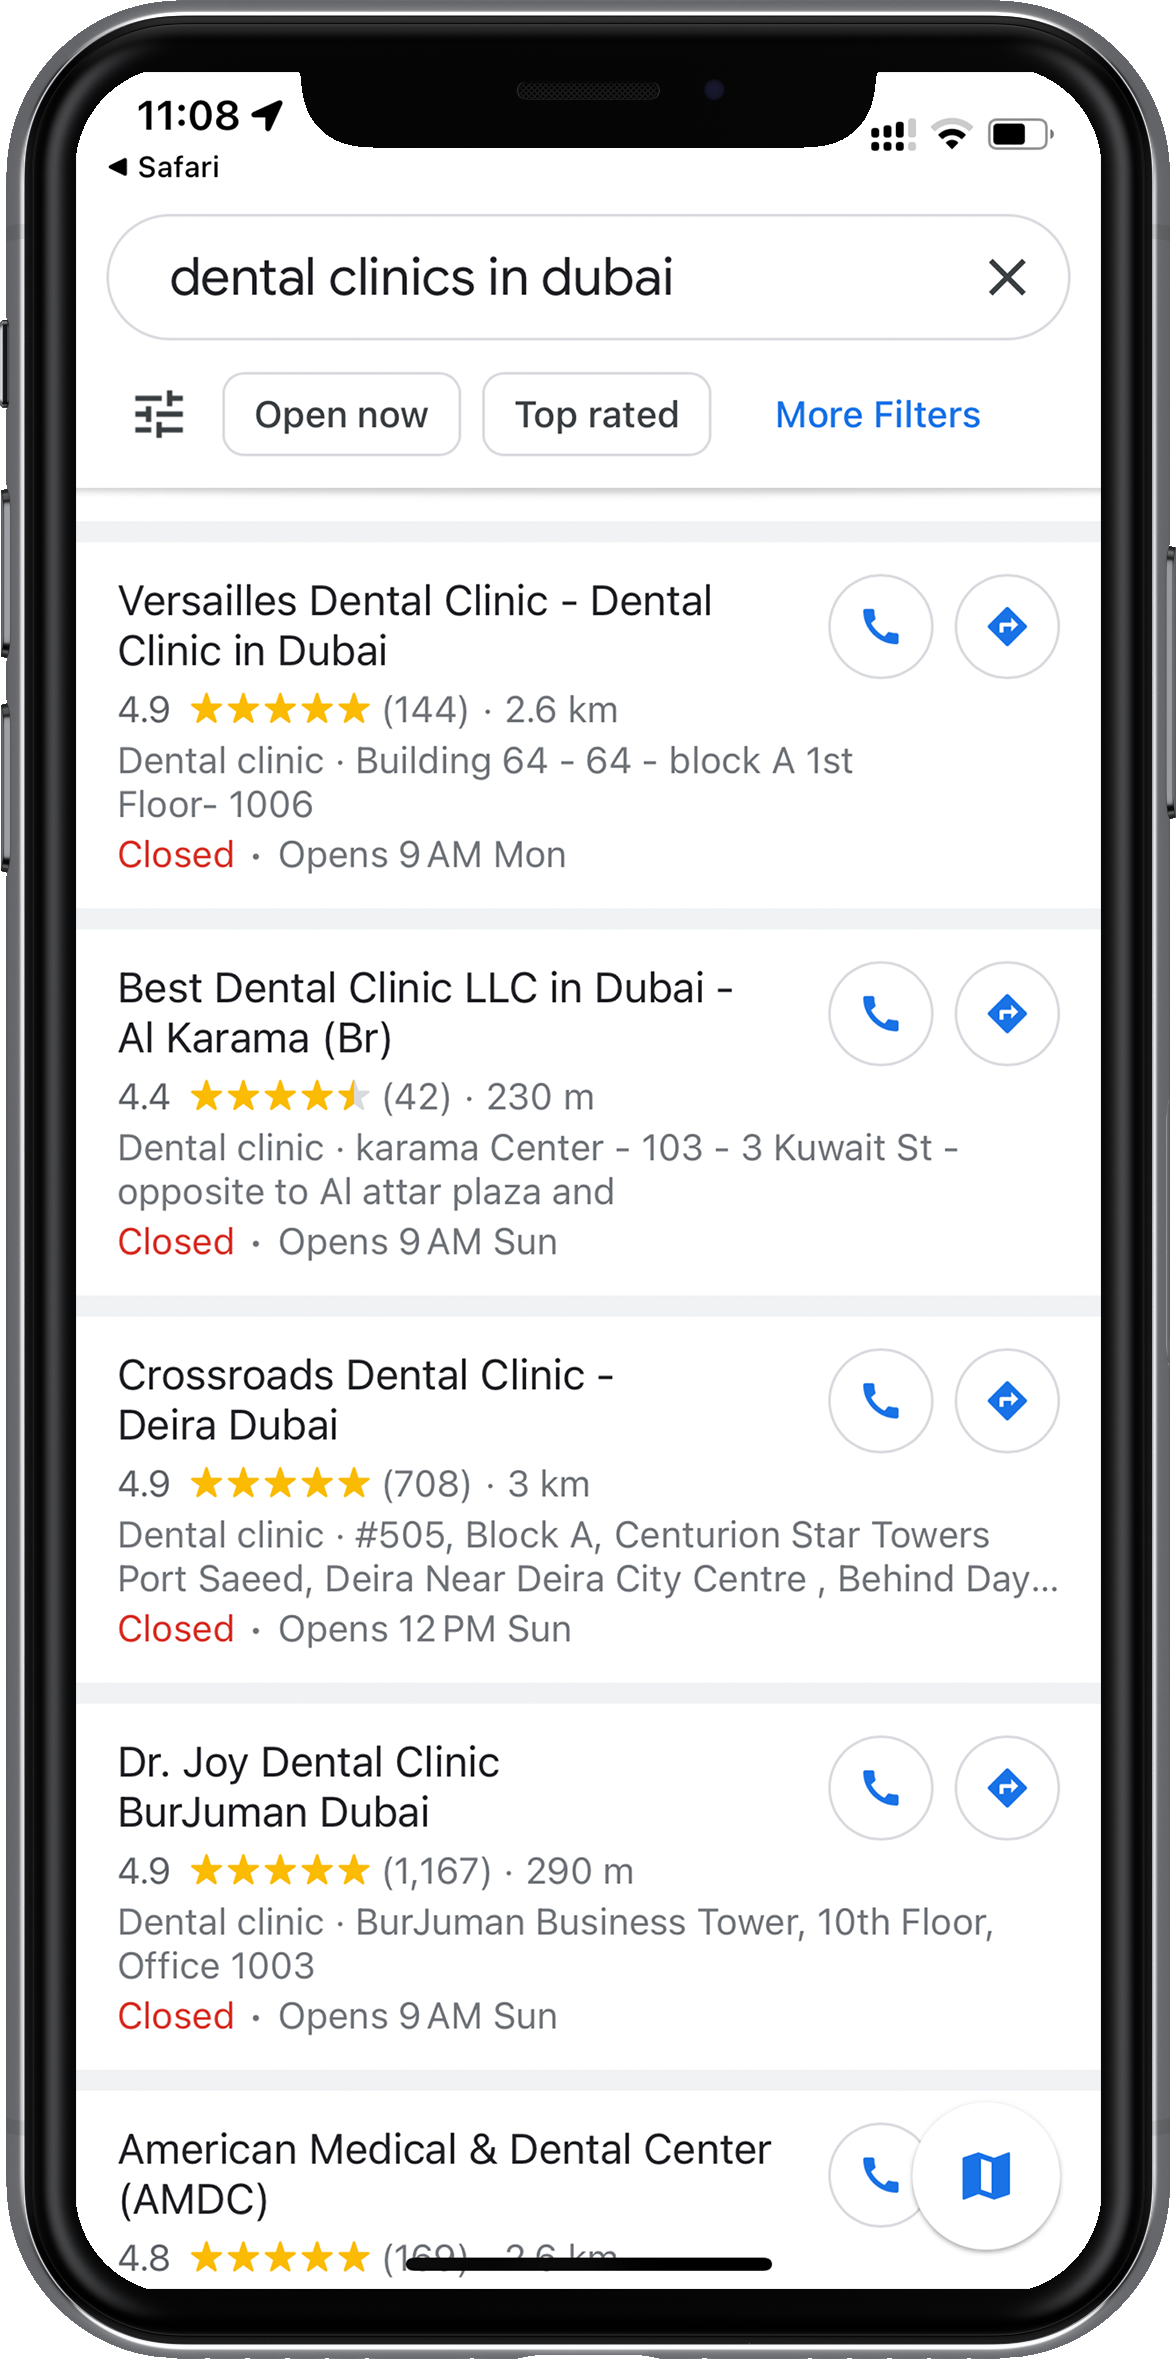 11:08
◀ Safari
dental clinics in dubai
Open now
Top rated
More Filters
Versailles Dental Clinic - Dental
Clinic in Dubai
4.9 ★★★★★ (144) · 2.6 km
Dental clinic · Building 64 - 64 - block A 1st
Floor- 1006
Closed · Opens 9 AM Mon
Best Dental Clinic LLC in Dubai -
Al Karama (Br)
4.4 ★★★★★ (42) · 230 m
Dental clinic · karama Center - 103 - 3 Kuwait St -
opposite to Al attar plaza and
Closed · Opens 9 AM Sun
Crossroads Dental Clinic -
Deira Dubai
4.9 ★★★★★ (708) · 3 km
Dental clinic · #505, Block A, Centurion Star Towers
Port Saeed, Deira Near Deira City Centre , Behind Day...
Closed · Opens 12 PM Sun
Dr. Joy Dental Clinic
BurJuman Dubai
4.9 ★★★★★ (1,167) · 290 m
Dental clinic · BurJuman Business Tower, 10th Floor,
Office 1003
Closed · Opens 9 AM Sun
American Medical & Dental Center
(AMDC)
4.8 ★★★★★ (169) · 2.6 km